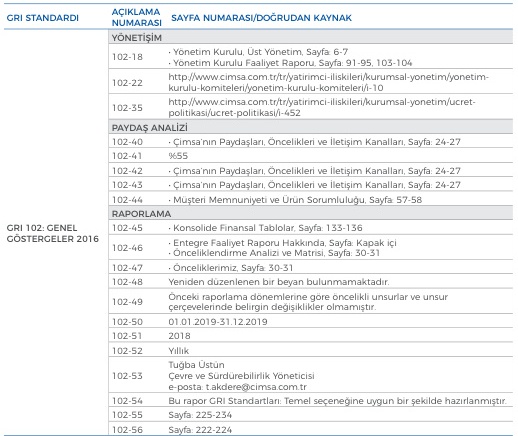 GRI STANDARDI
AÇIKLAMA
NUMARASI
SAYFA NUMARASI/DOĞRUDAN KAYNAK
GRI 102: GENEL
GÖSTERGELER 2016
YÖNETİŞİM
102-18
• Yönetim Kurulu, Üst Yönetim, Sayfa: 6-7
• Yönetim Kurulu Faaliyet Raporu, Sayfa: 91-95, 103-104
102-22
http://www.cimsa.com.tr/tr/yatirimci-iliskileri/kurumsal-yonetim/yonetim-
kurulu-komiteleri/yonetim-kurulu-komiteleri/i-10
102-35
http://www.cimsa.com.tr/tr/yatirimci-iliskileri/kurumsal-yonetim/ucret-
politikasi/ucret-politikasi/i-452
PAYDAŞ ANALİZİ
102-40 • Çimsa'nın Paydaşları, Öncelikleri ve İletişim Kanalları, Sayfa: 24-27
102-41 %55
102-42 • Çimsa'nın Paydaşları, Öncelikleri ve İletişim Kanalları, Sayfa: 24-27
102-43 • Çimsa'nın Paydaşları, Öncelikleri ve İletişim Kanalları, Sayfa: 24-27
102-44 • Müşteri Memnuniyeti ve Ürün Sorumluluğu, Sayfa: 57-58
RAPORLAMA
102-45 • Konsolide Finansal Tablolar, Sayfa: 133-136
102-46
• Entegre Faaliyet Raporu Hakkında, Sayfa: Kapak içi
• Önceliklendirme Analizi ve Matrisi, Sayfa: 30-31
102-47 • Önceliklerimiz, Sayfa: 30-31
102-48 Yeniden düzenlenen bir beyan bulunmamaktadır.
102-49
Önceki raporlama dönemlerine göre öncelikli unsurlar ve unsur
çerçevelerinde belirgin değişiklikler olmamıştır.
102-50 01.01.2019-31.12.2019
102-51 2018
102-52 Yıllık
102-53
Tuğba Üstün
Çevre ve Sürdürebilirlik Yöneticisi
e-posta: t.akdere@cimsa.com.tr
102-54 Bu rapor GRI Standartları: Temel seçeneğine uygun bir şekilde hazırlanmıştır.
102-55 Sayfa: 225-234
102-56 Sayfa: 222-224